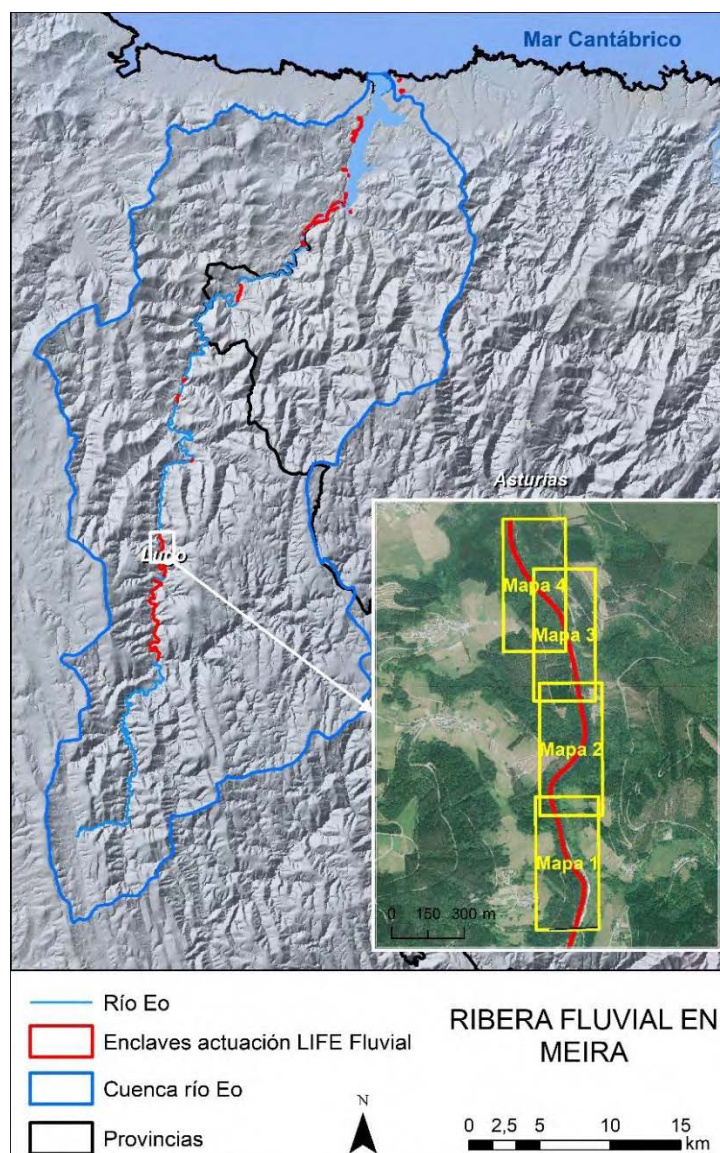 Mar Cantábrico
Asturias
Lugo
Mapa 4
Mapa 3
Mapa 2
Mapa 1
0 150 300 m
Río Eo
Enclaves actuación LIFE Fluvial
Cuenca río Eo
Provincias
RIBERA FLUVIAL EN
MEIRA
N
0 2,5 5 10 15
km